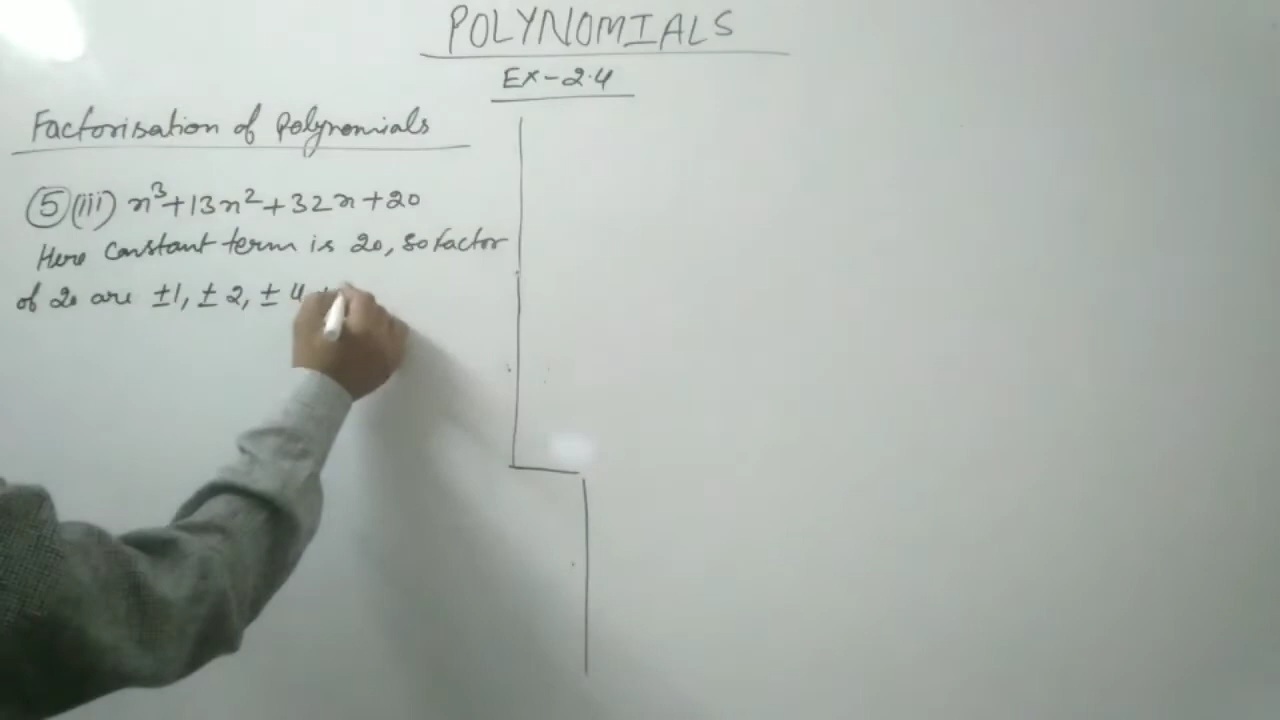 POLYNOMIALS
Ex-2.4
Factorisation of Polynomials
⑤(iii) x³+13x²+32x+20
Here constant term is 20, so factor
of 20 are ±1, ±2, ±4